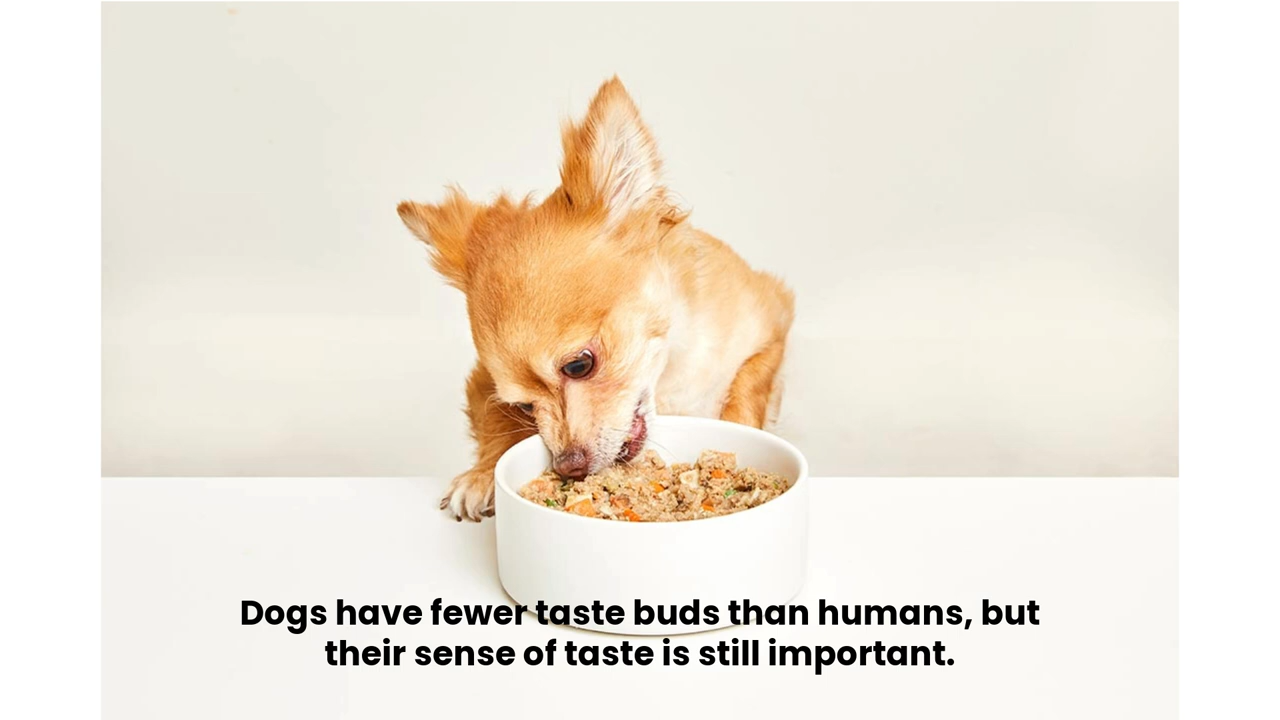 Dogs have fewer taste buds than humans, but
their sense of taste is still important.